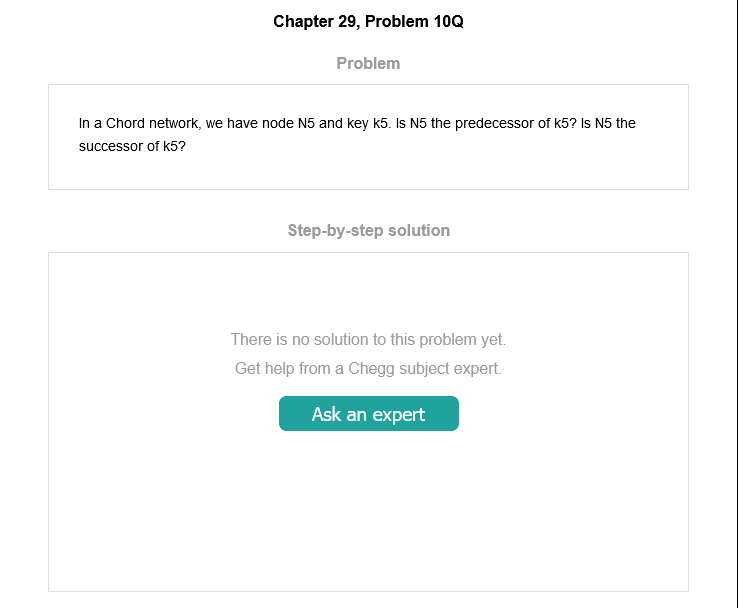 Chapter 29, Problem 10Q
Problem
In a Chord network, we have node N5 and key k5. Is N5 the predecessor of k5? Is N5 the
successor of k5?
Step-by-step solution
There is no solution to this problem yet.
Get help from a Chegg subject expert.
Ask an expert